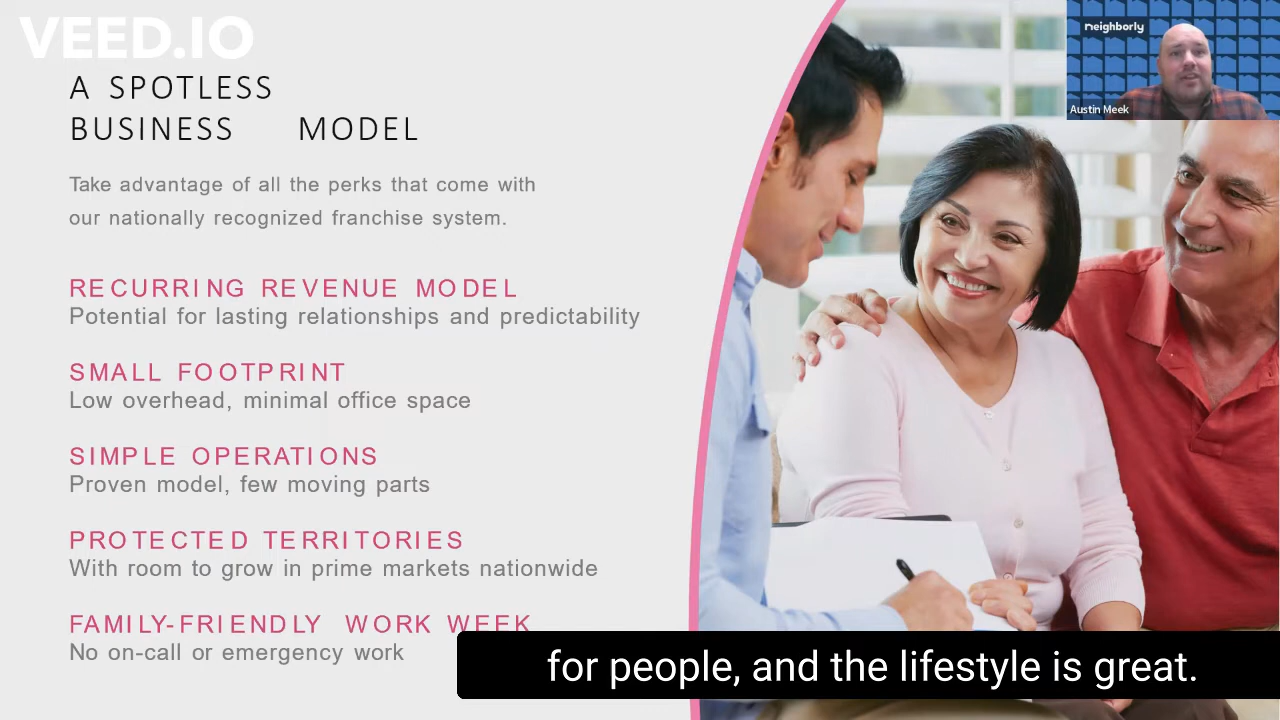 VEED.IO
A SPOTLESS
BUSINESS MODEL
Take advantage of all the perks that come with
our nationally recognized franchise system.
RECURRING REVENUE MODEL
Potential for lasting relationships and predictability
SMALL FOOTPRINT
Low overhead, minimal office space
SIMPLE OPERATIONS
Proven model, few moving parts
PROTECTED TERRITORIES
With room to grow in prime markets nationwide
FAMILY-FRIENDLY WORK WEEK
No on-call or emergency work
neighborly
Austin Meek
for people, and the lifestyle is great.